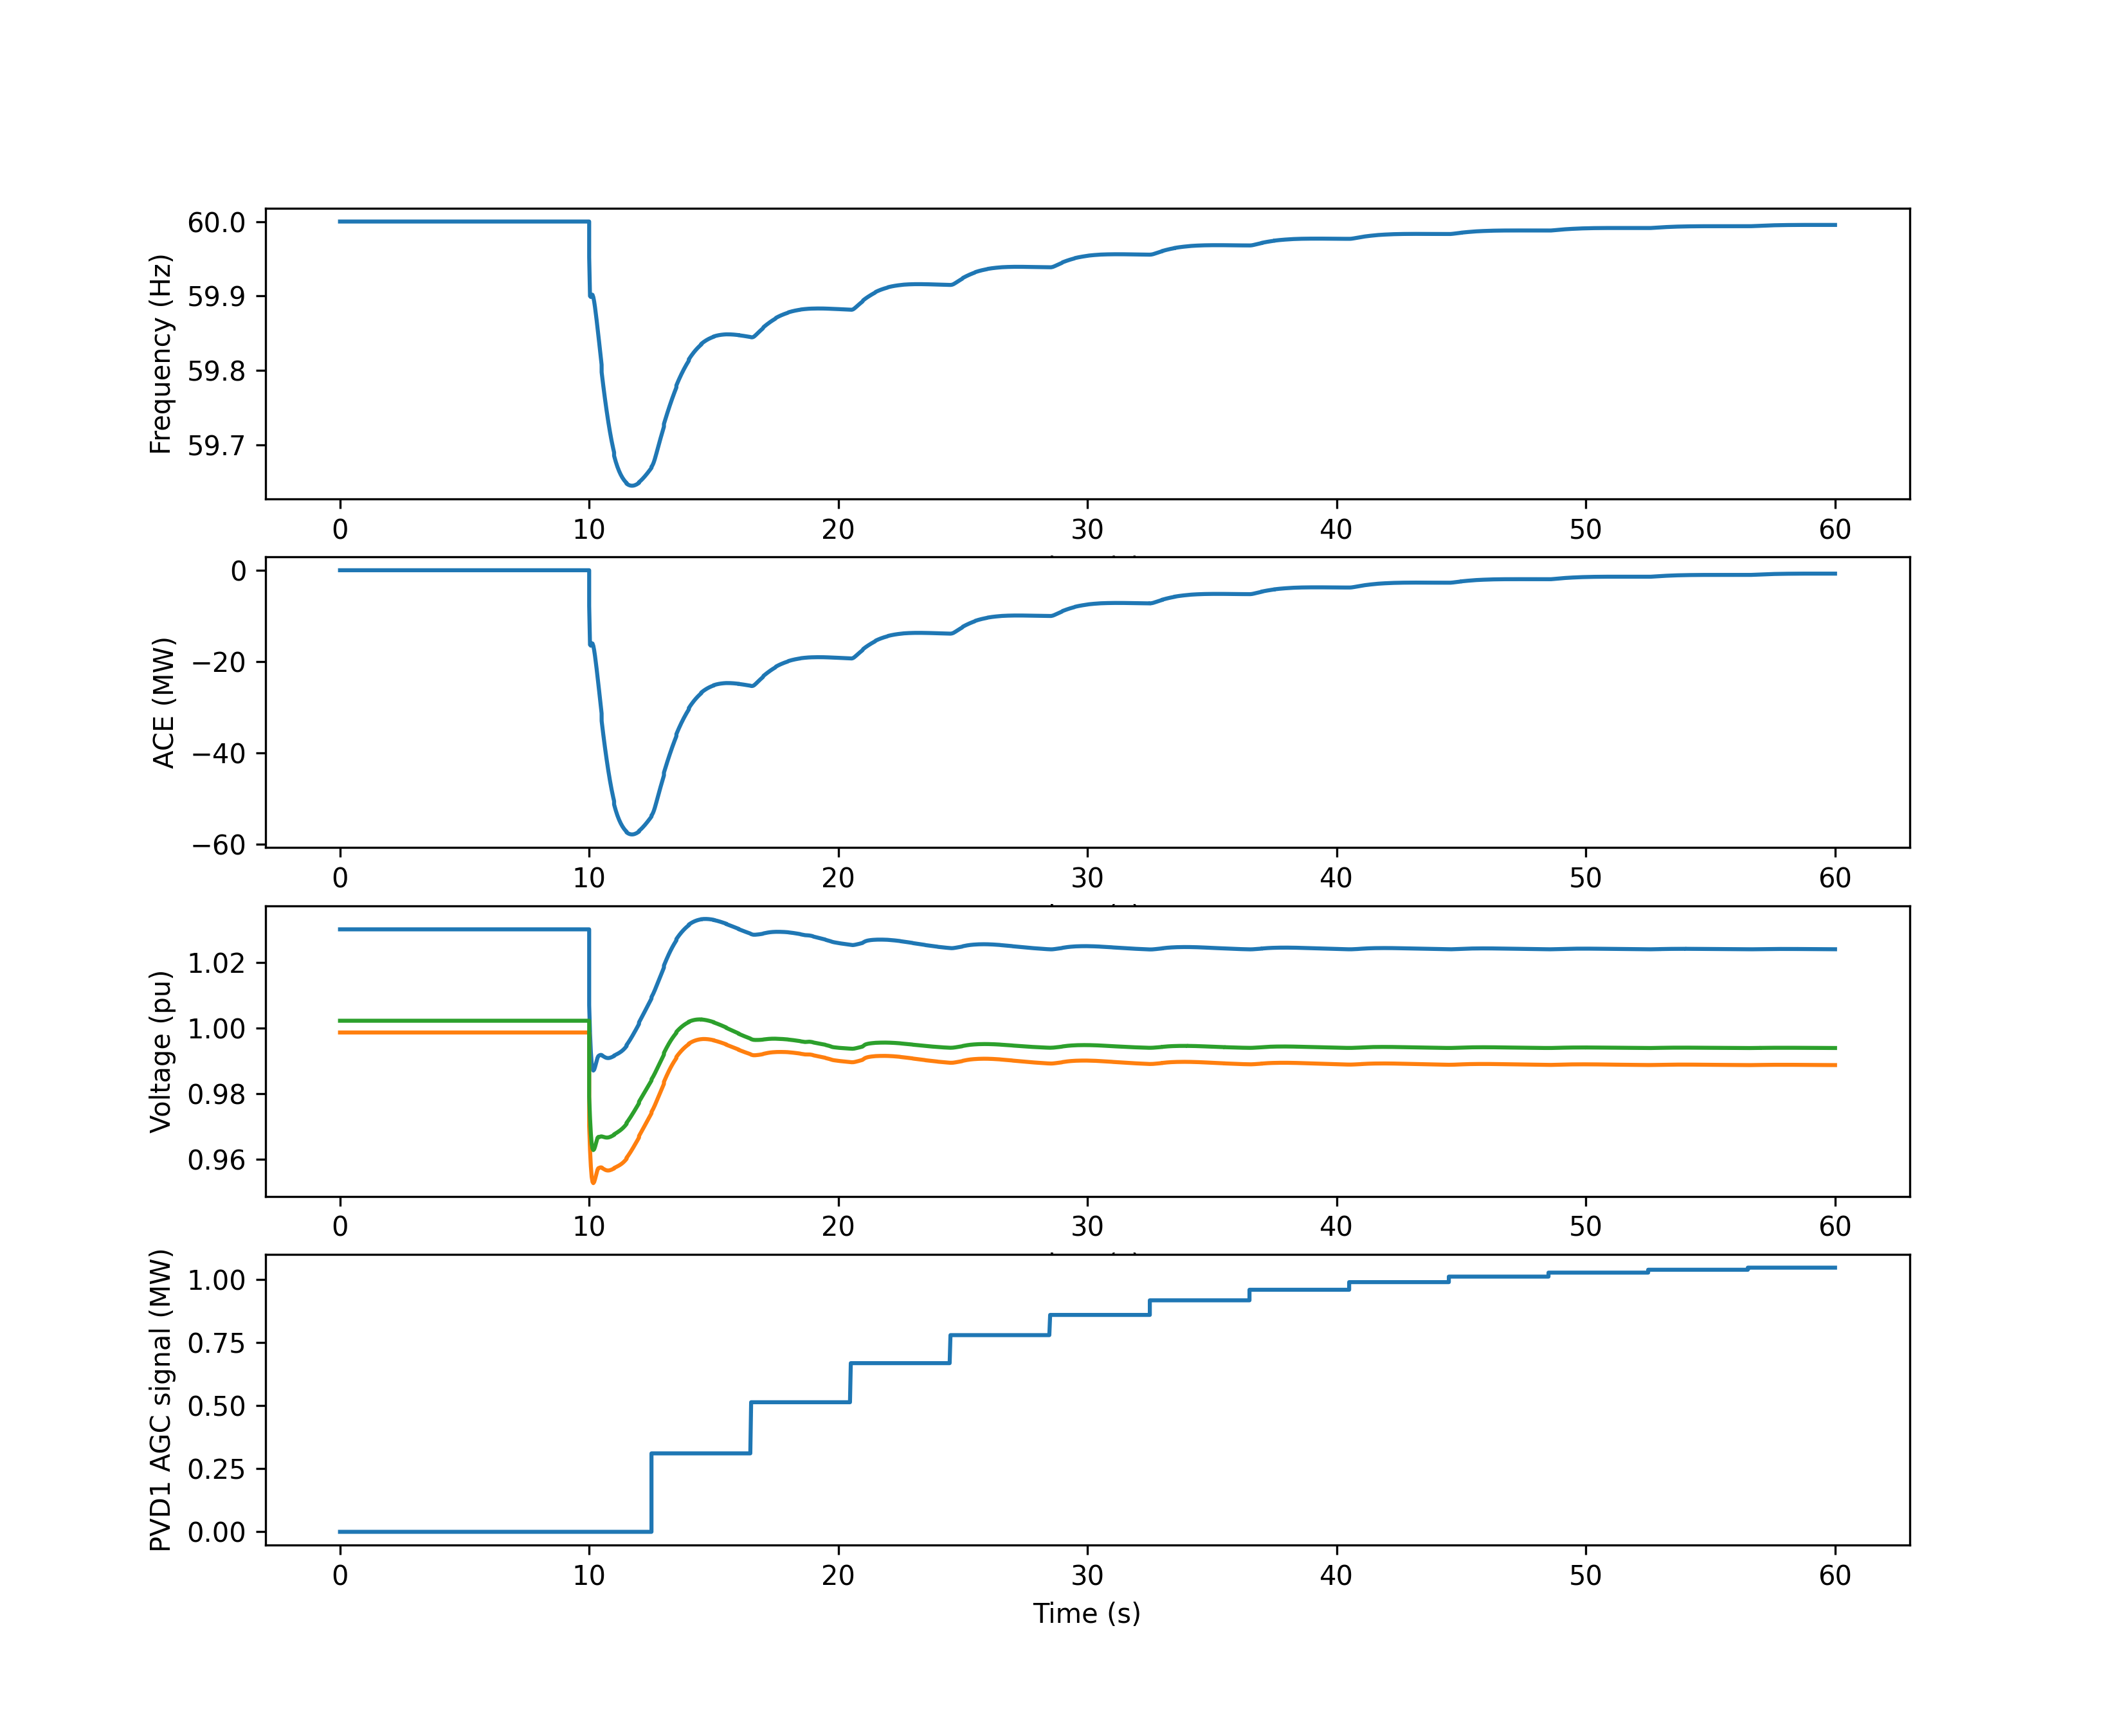 Frequency (Hz)
60.0
59.9
59.8
59.7
0 10 20 30 40 50 60
ACE (MW)
0
−20
−40
−60
0 10 20 30 40 50 60
Voltage (pu)
1.02
1.00
0.98
0.96
0 10 20 30 40 50 60
PVD1 AGC signal (MW)
1.00
0.75
0.50
0.25
0.00
0 10 20 30 40 50 60
Time (s)